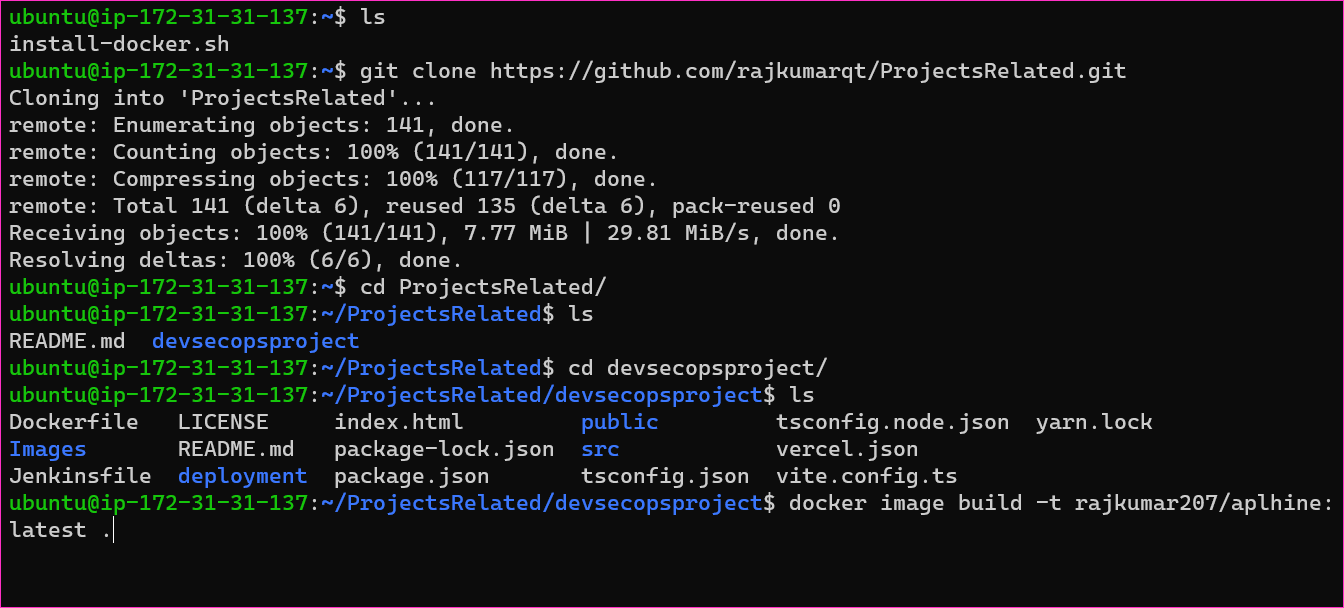 ubuntu@ip-172-31-31-137:~$ ls
install-docker.sh
ubuntu@ip-172-31-31-137:~$ git clone https://github.com/rajkumarqt/ProjectsRelated.git
Cloning into 'ProjectsRelated'...
remote: Enumerating objects: 141, done.
remote: Counting objects: 100% (141/141), done.
remote: Compressing objects: 100% (117/117), done.
remote: Total 141 (delta 6), reused 135 (delta 6), pack-reused 0
Receiving objects: 100% (141/141), 7.77 MiB | 29.81 MiB/s, done.
Resolving deltas: 100% (6/6), done.
ubuntu@ip-172-31-31-137:~$ cd ProjectsRelated/
ubuntu@ip-172-31-31-137:~/ProjectsRelated$ ls
README.md  devsecopsproject
ubuntu@ip-172-31-31-137:~/ProjectsRelated$ cd devsecopsproject/
ubuntu@ip-172-31-31-137:~/ProjectsRelated/devsecopsproject$ ls
Dockerfile   LICENSE     index.html         public         tsconfig.node.json  yarn.lock
Images       README.md   package-lock.json  src            vercel.json
Jenkinsfile  deployment  package.json       tsconfig.json  vite.config.ts
ubuntu@ip-172-31-31-137:~/ProjectsRelated/devsecopsproject$ docker image build -t rajkumar207/aplhine:
latest .